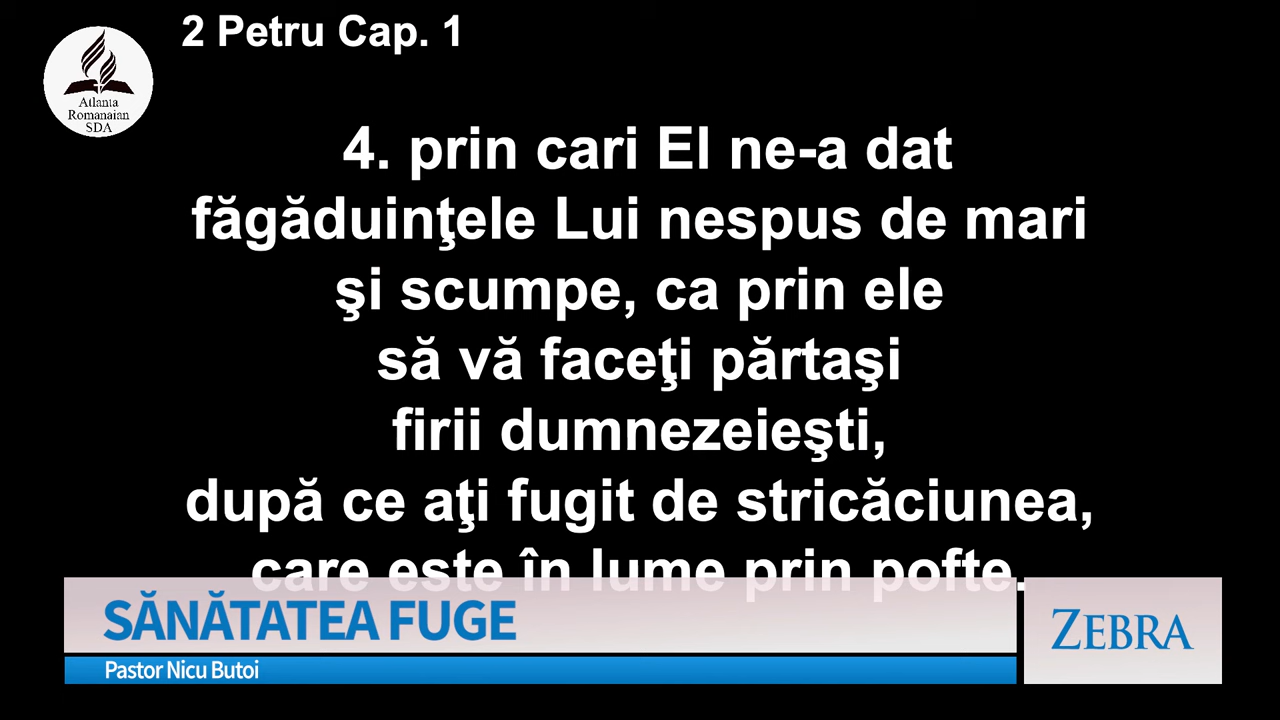 2 Petru Cap. 1
Atlanta
Romanaian
SDA
4. prin cari El ne-a dat
făgăduinţele Lui nespus de mari
şi scumpe, ca prin ele
să vă faceţi părtaşi
firii dumnezeieşti,
după ce aţi fugit de stricăciunea,
care este în lume prin pofte.
SĂNĂTATEA FUGE
Pastor Nicu Butoi
ZEBRA